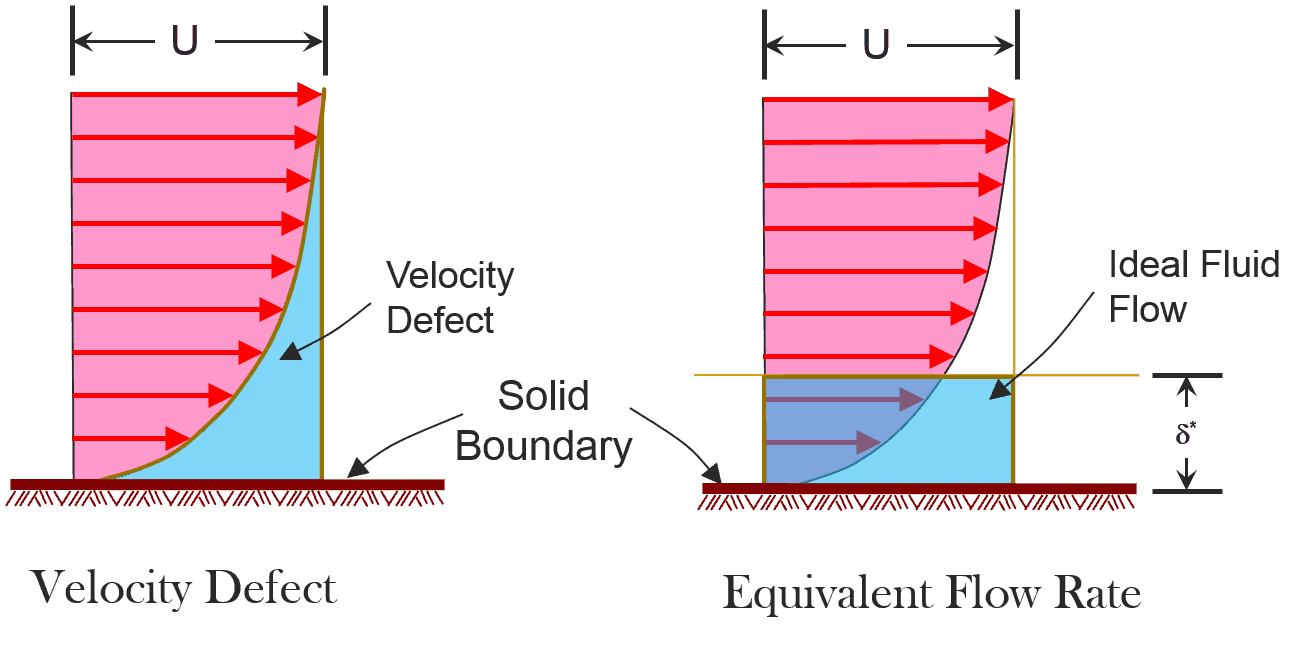 U
U
Velocity
Defect
Ideal Fluid
Flow
Solid
Boundary
δ*
Velocity Defect
Equivalent Flow Rate